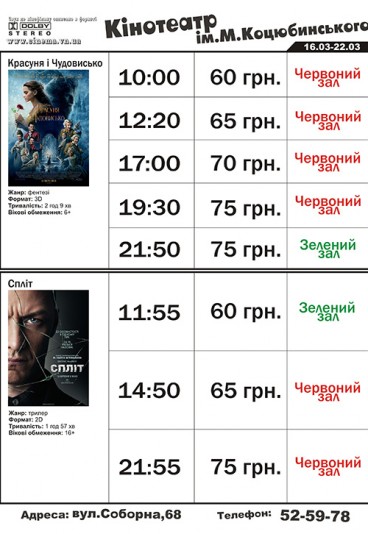 DOLBY
STEREO
www.cinema.vn.ua
Кінотеатр
ім.М.Коцюбинського
16.03-22.03
Красуня і Чудовисько
Жанр: фентезі
Формат: 3D
Тривалість: 2 год 9 хв
Вікові обмеження: 6+
10:00 60 грн. Червоний зал
12:20 65 грн. Червоний зал
17:00 70 грн. Червоний зал
19:30 75 грн. Червоний зал
21:50 75 грн. Зелений зал
Спліт
СПЛІТ
Жанр: трилер
Формат: 2D
Тривалість: 1 год 57 хв
Вікові обмеження: 16+
11:55 60 грн. Зелений зал
14:50 65 грн. Червоний зал
21:55 75 грн. Червоний зал
Адреса: вул.Соборна,68 Телефон: 52-59-78